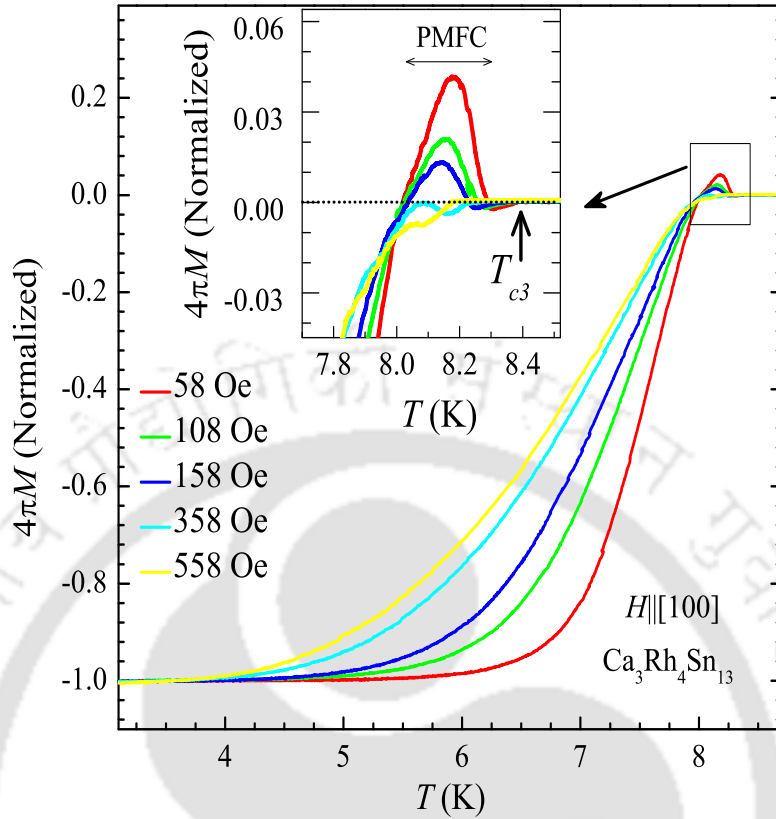 0.06
0.03
0.00
-0.03
4πM (Normalized)
PMFC
T_c3
7.8 8.0 8.2 8.4
T (K)
0.2
0.0
-0.2
-0.4
-0.6
-0.8
-1.0
4πM (Normalized)
58 Oe
108 Oe
158 Oe
358 Oe
558 Oe
H||[100]
Ca₃Rh₄Sn₁₃
4 5 6 7 8
T (K)